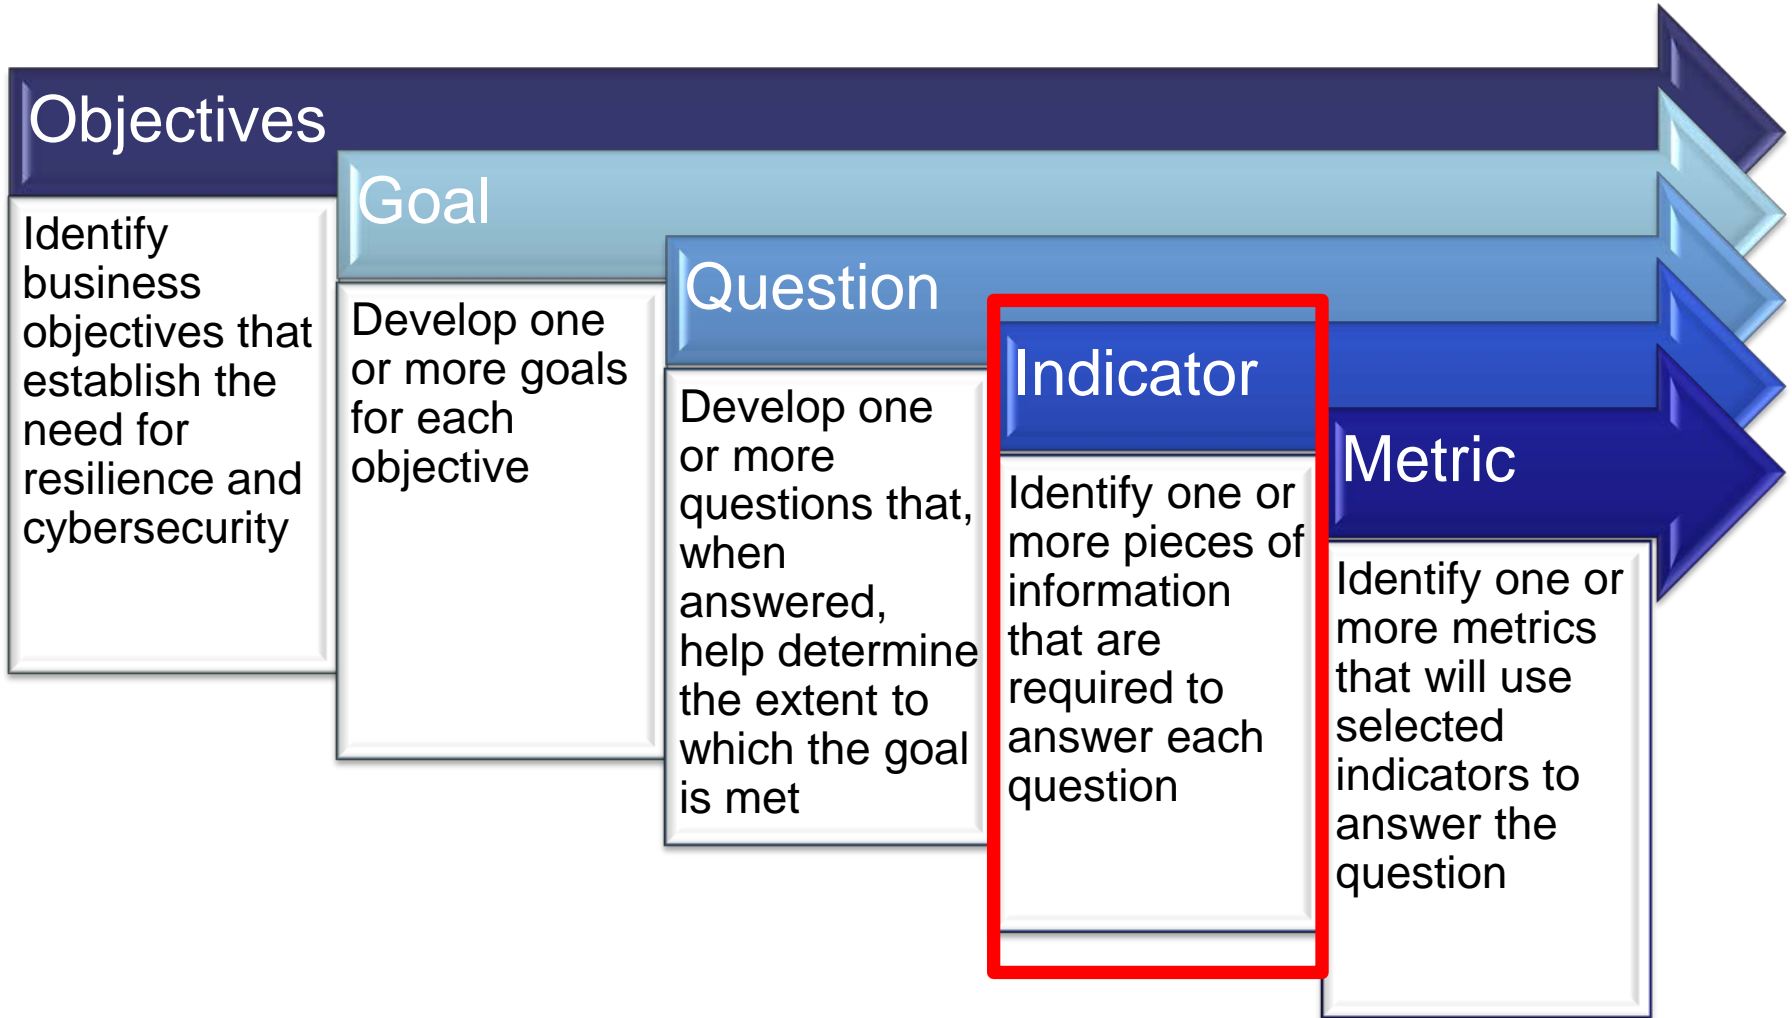 Objectives
Identify
business
objectives that
establish the
need for
resilience and
cybersecurity
Goal
Develop one
or more goals
for each
objective
Question
Develop one
or more
questions that,
when
answered,
help determine
the extent to
which the goal
is met
Indicator
Identify one or
more pieces of
information
that are
required to
answer each
question
Metric
Identify one or
more metrics
that will use
selected
indicators to
answer the
question